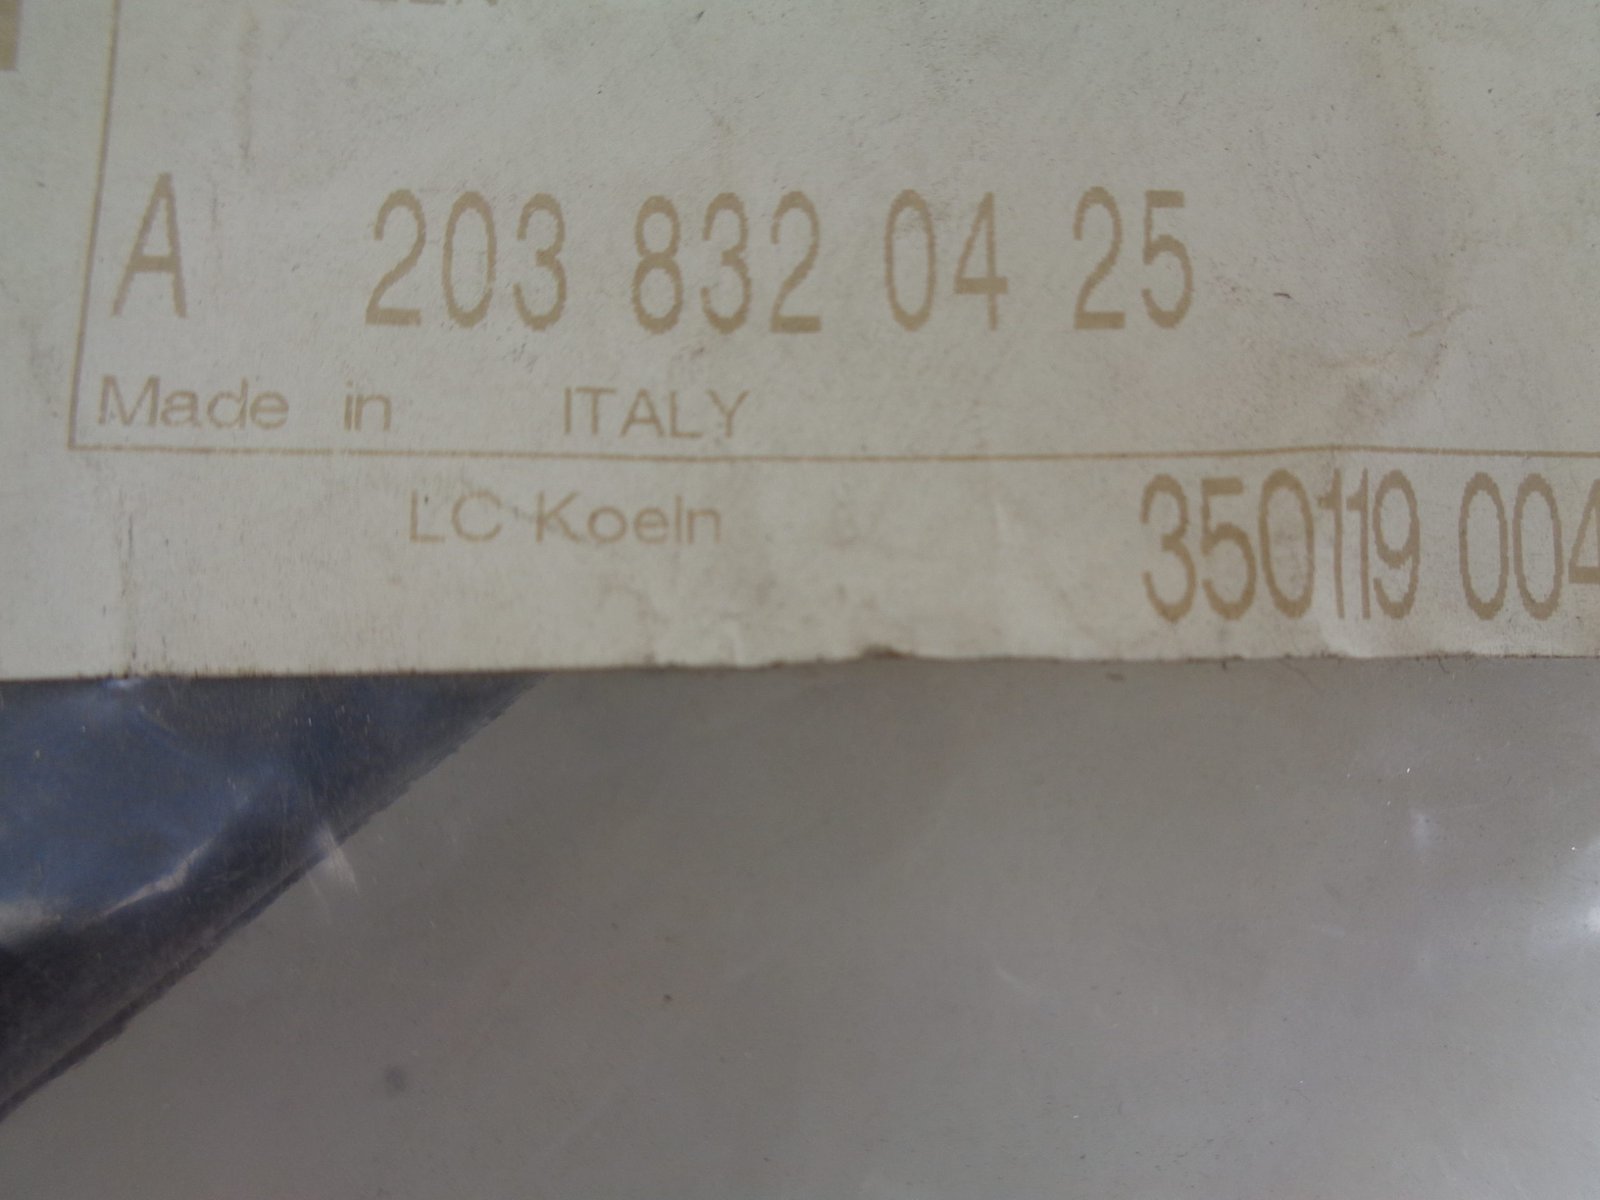 A 203 832 04 25
Made in ITALY
LC Koeln
350119 004